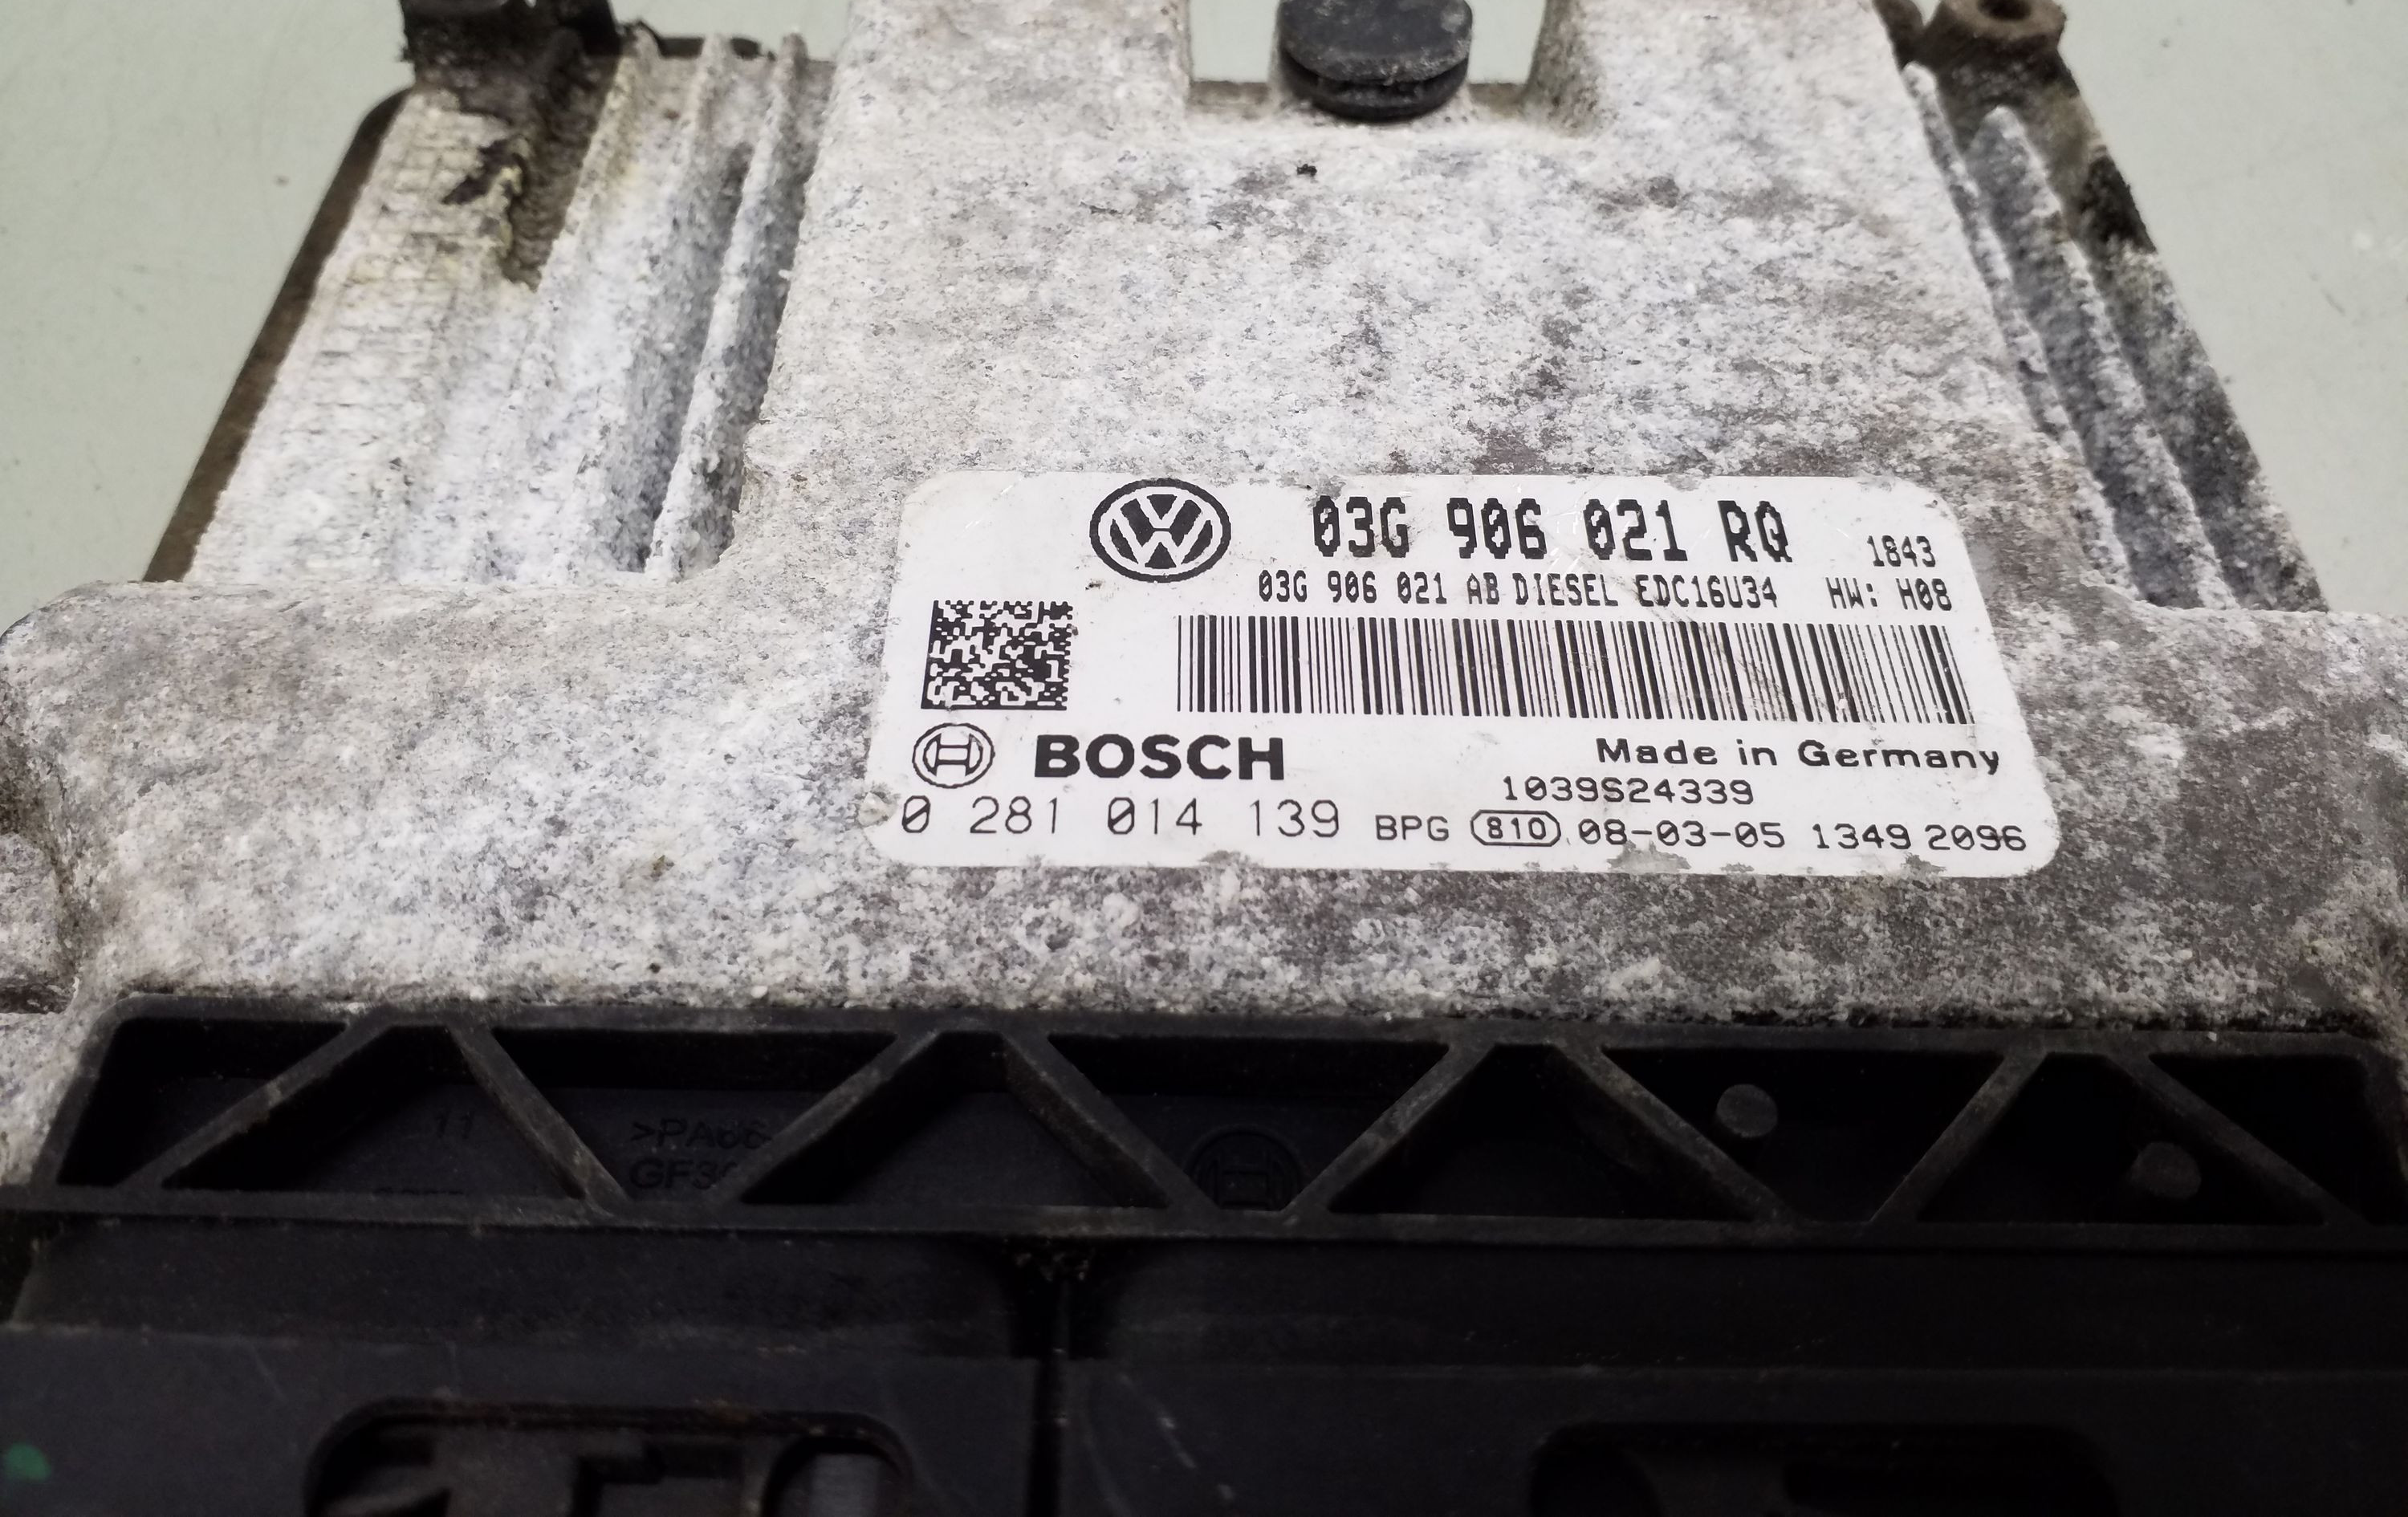 03G 906 021 RQ 1843
03G 906 021 AB DIESEL EDC16U34 HW: H08
BOSCH Made in Germany
1039S24339
0 281 014 139 BPG 810 08-03-05 1349 2096
11